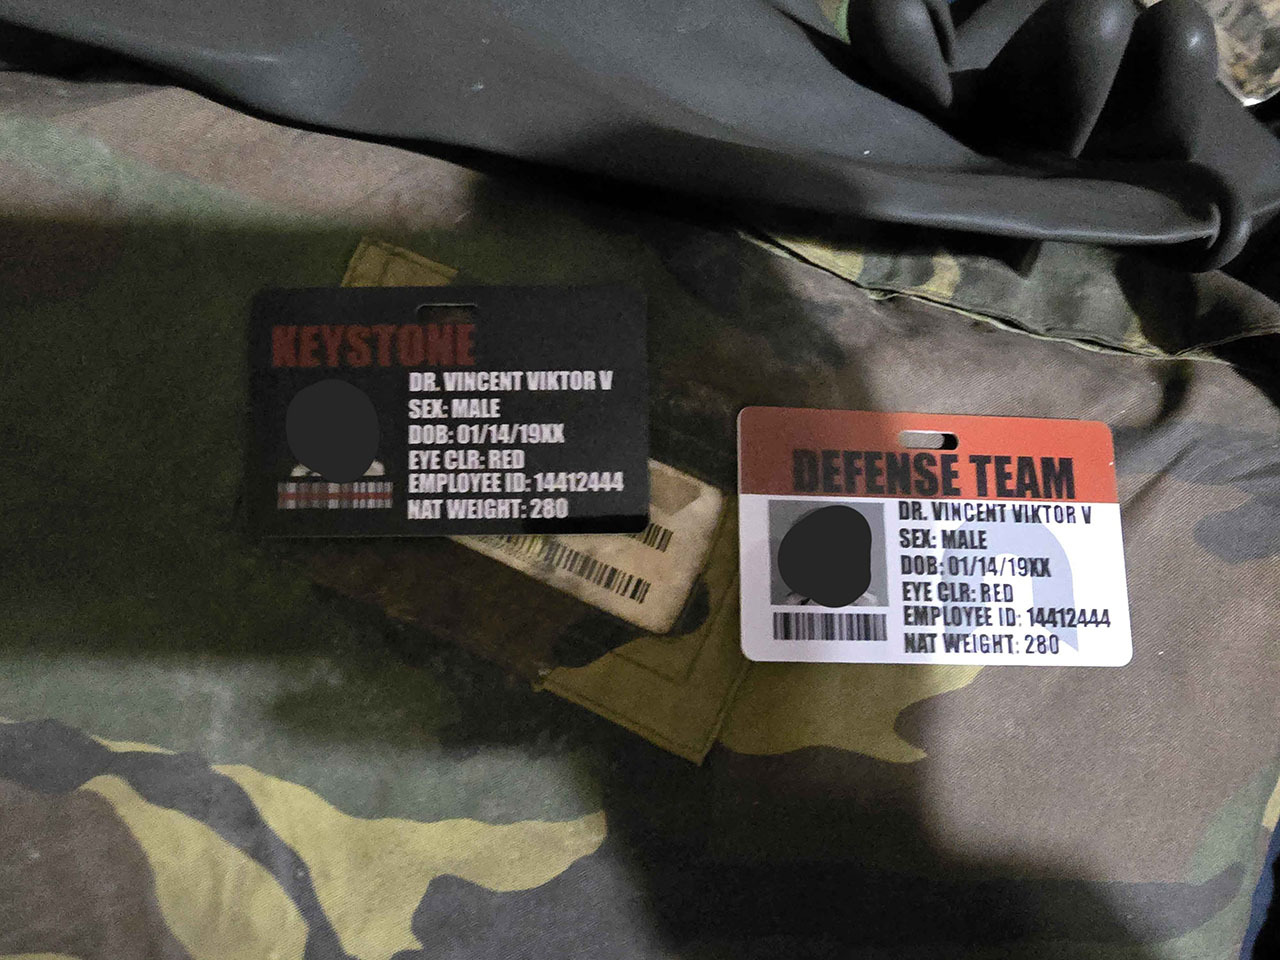 KEYSTONE
DR. VINCENT VIKTOR V
SEX: MALE
DOB: 01/14/19XX
EYE CLR: RED
EMPLOYEE ID: 14412444
NAT WEIGHT: 280
DEFENSE TEAM
DR. VINCENT VIKTOR V
SEX: MALE
DOB: 01/14/19XX
EYE CLR: RED
EMPLOYEE ID: 14412444
NAT WEIGHT: 280